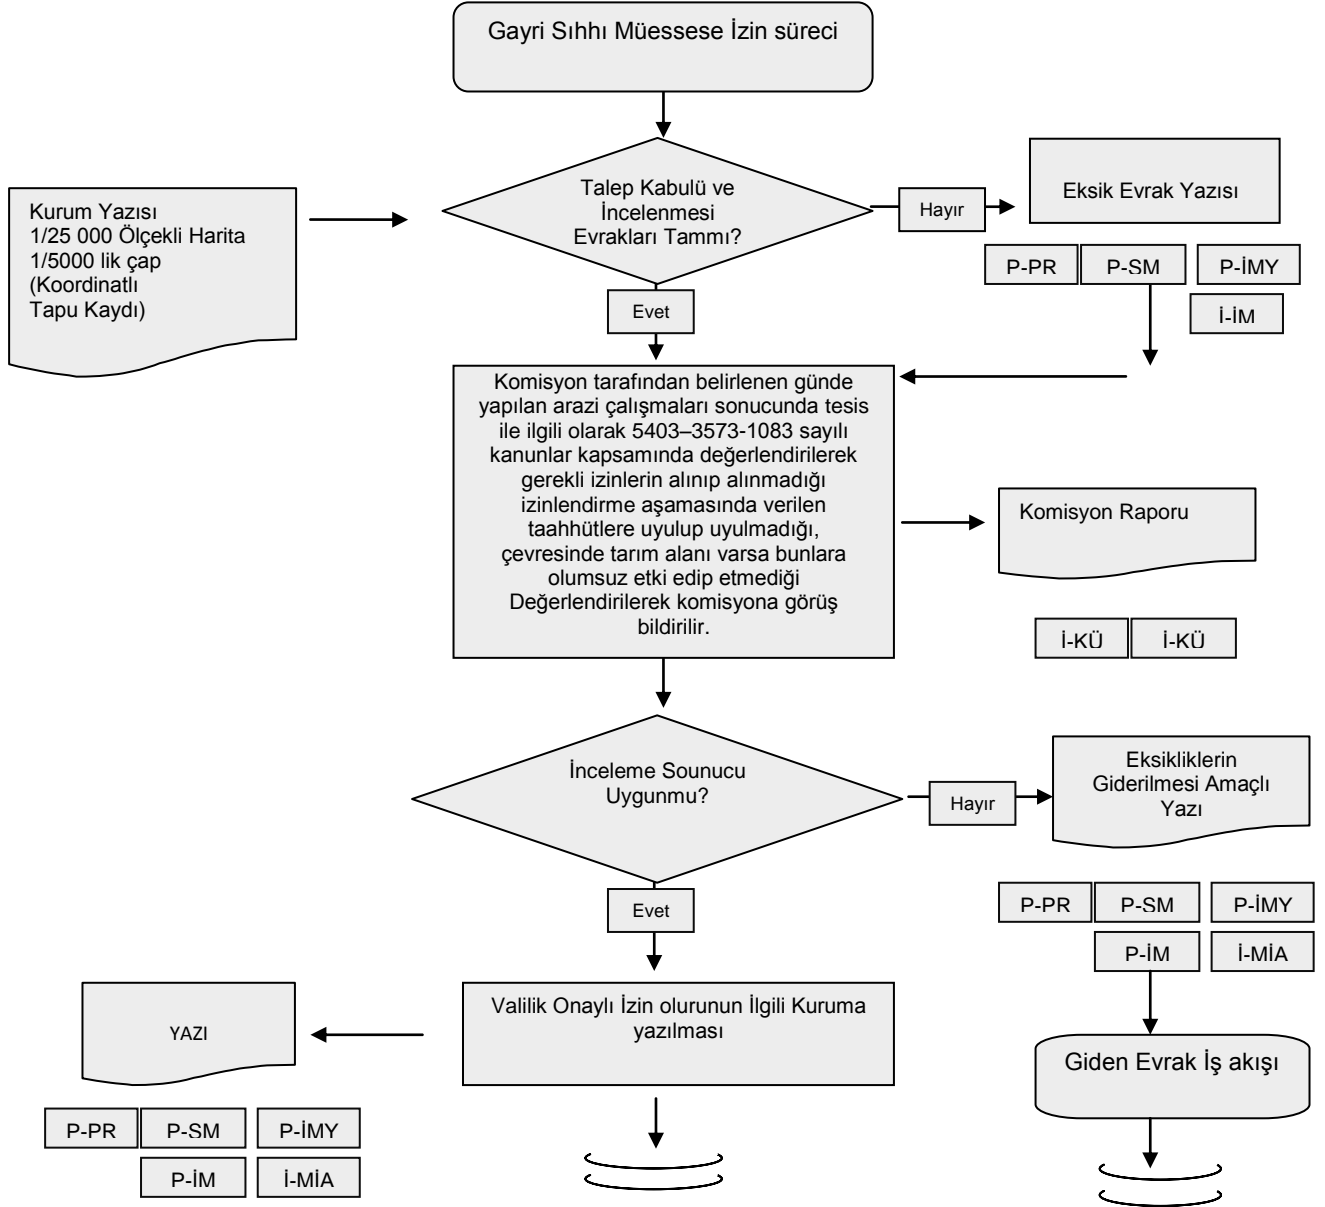 Gayri Sıhhı Müessese İzin süreci
Kurum Yazısı
1/25 000 Ölçekli Harita
1/5000 lik çap
(Koordinatlı
Tapu Kaydı)
Talep Kabulü ve
İncelenmesi
Evrakları Tammı?
Hayır
Eksik Evrak Yazısı
P-PR
P-SM
P-İMY
İ-İM
Evet
Komisyon tarafından belirlenen günde
yapılan arazi çalışmaları sonucunda tesis
ile ilgili olarak 5403–3573-1083 sayılı
kanunlar kapsamında değerlendirilerek
gerekli izinlerin alınıp alınmadığı
izinlendirme aşamasında verilen
taahhütlere uyulup uyulmadığı,
çevresinde tarım alanı varsa bunlara
olumsuz etki edip etmediği
Değerlendirilerek komisyona görüş
bildirilir.
Komisyon Raporu
İ-KÜ
İ-KÜ
İnceleme Sounucu
Uygunmu?
Hayır
Eksikliklerin
Giderilmesi Amaçlı
Yazı
P-PR
P-SM
P-İMY
P-İM
İ-MİA
Evet
Valilik Onaylı İzin olurunun İlgili Kuruma
yazılması
YAZI
Giden Evrak İş akışı
P-PR
P-SM
P-İMY
P-İM
İ-MİA